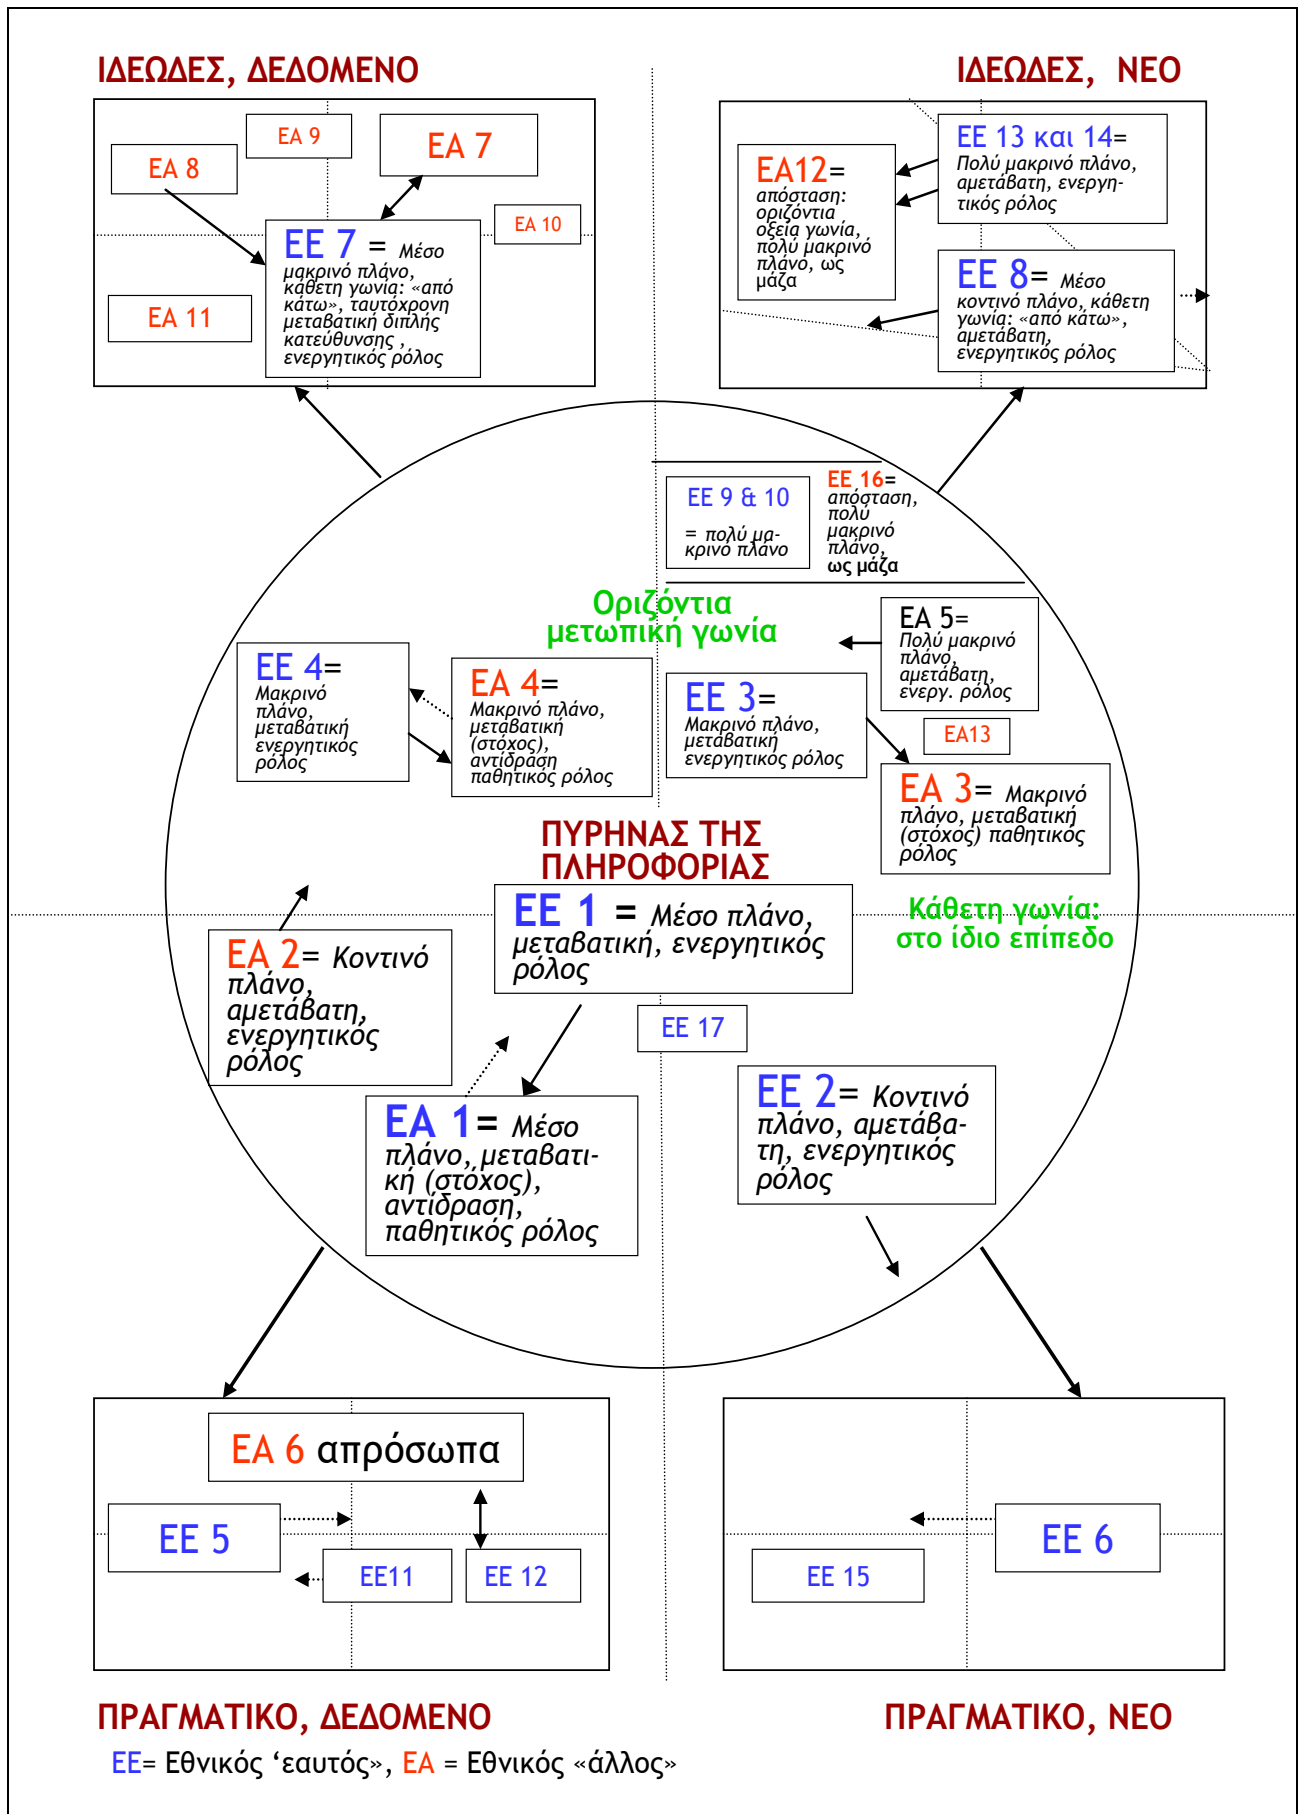 ΙΔΕΩΔΕΣ, ΔΕΔΟΜΕΝΟ
ΙΔΕΩΔΕΣ, ΝΕΟ
ΕΑ 9
ΕΑ 7
ΕΑ 8
ΕΑ 10
ΕΕ 7 = Μέσο
μακρινό πλάνο,
κάθετη γωνία: «από
κάτω», ταυτόχρονη
μεταβατική διπλής
κατεύθυνσης ,
ενεργητικός ρόλος
ΕΑ 11
ΕΕ 13 και 14=
Πολύ μακρινό πλάνο,
αμετάβατη, ενεργη-
τικός ρόλος
ΕΑ12=
απόσταση:
οριζόντια
οξεία γωνία,
πολύ μακρινό
πλάνο, ως
μάζα
ΕΕ 8= Μέσο
κοντινό πλάνο, κάθετη
γωνία: «από κάτω»,
αμετάβατη,
ενεργητικός ρόλος
ΕΕ 9 & 10
= πολύ μα-
κρινό πλάνο
ΕΕ 16=
απόσταση,
πολύ
μακρινό
πλάνο,
ως μάζα
Οριζόντια
μετωπική γωνία
ΕΑ 5=
Πολύ μακρινό
πλάνο,
αμετάβατη,
ενεργ. ρόλος
ΕΕ 4=
Μακρινό
πλάνο,
μεταβατική
ενεργητικος
ρόλος
ΕΑ 4=
Μακρινό πλάνο,
μεταβατική
(στόχος),
αντίδραση
παθητικός ρόλος
ΕΕ 3=
Μακρινό πλάνο,
μεταβατική
ενεργητικός ρόλος
ΕΑ13
ΕΑ 3= Μακρινό
πλάνο, μεταβατική
(στόχος) παθητικός
ρόλος
ΠΥΡΗΝΑΣ ΤΗΣ
ΠΛΗΡΟΦΟΡΙΑΣ
ΕΕ 1 = Μέσο πλάνο,
μεταβατική, ενεργητικός
ρόλος
Κάθετη γωνία:
στο ίδιο επίπεδο
ΕΑ 2= Κοντινό
πλάνο,
αμετάβατη,
ενεργητικός
ρόλος
ΕΕ 17
ΕΑ 1= Μέσο
πλάνο, μεταβατι-
κή (στόχος),
αντίδραση,
παθητικός ρόλος
ΕΕ 2= Κοντινό
πλάνο, αμετάβα-
τη, ενεργητικός
ρόλος
ΕΑ 6 απρόσωπα
ΕΕ 5
ΕΕ11
ΕΕ 12
ΕΕ 6
ΕΕ 15
ΠΡΑΓΜΑΤΙΚΟ, ΔΕΔΟΜΕΝΟ
ΠΡΑΓΜΑΤΙΚΟ, ΝΕΟ
ΕΕ= Εθνικός ‘εαυτός», ΕΑ = Εθνικός «άλλος»